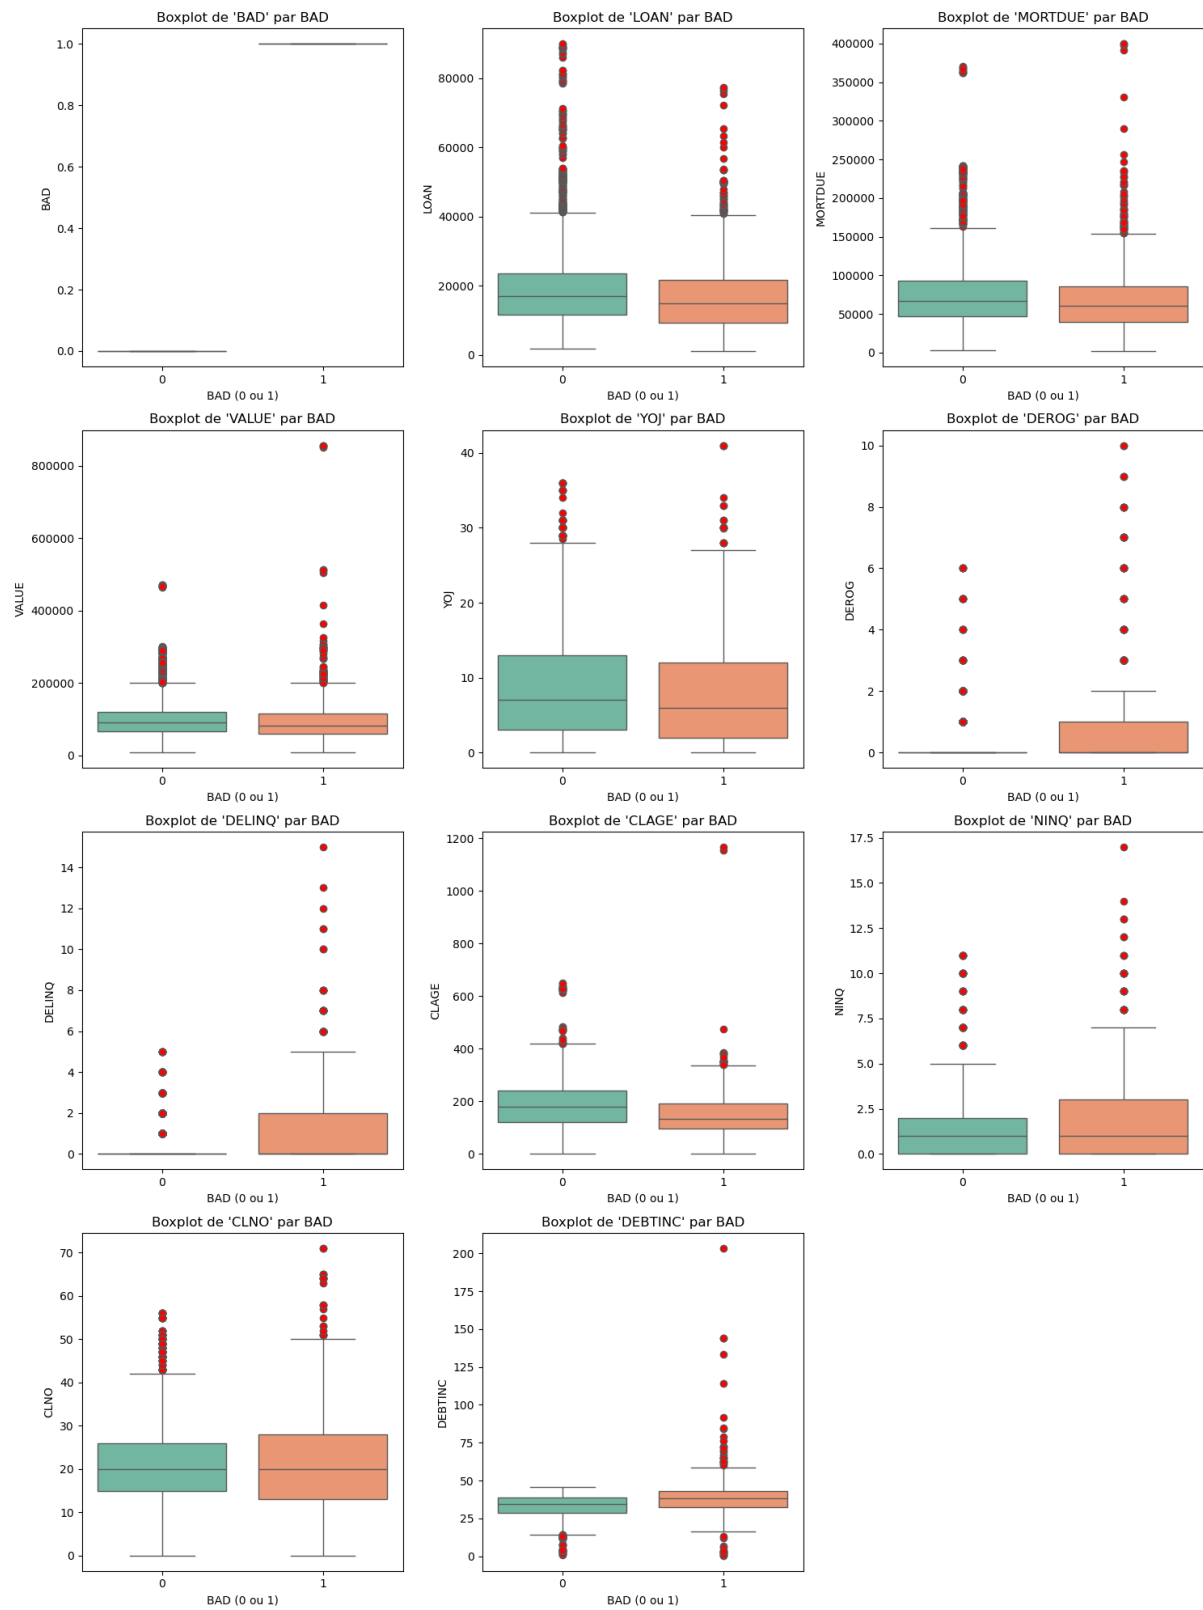 Boxplot de 'BAD' par BAD
BAD
1.0
0.8
0.6
0.4
0.2
0.0
0 1
BAD (0 ou 1)
Boxplot de 'LOAN' par BAD
LOAN
80000
60000
40000
20000
0
0 1
BAD (0 ou 1)
Boxplot de 'MORTDUE' par BAD
MORTDUE
400000
350000
300000
250000
200000
150000
100000
50000
0
0 1
BAD (0 ou 1)
Boxplot de 'VALUE' par BAD
VALUE
800000
600000
400000
200000
0
0 1
BAD (0 ou 1)
Boxplot de 'YOJ' par BAD
YOJ
40
30
20
10
0
0 1
BAD (0 ou 1)
Boxplot de 'DEROG' par BAD
DEROG
10
8
6
4
2
0
0 1
BAD (0 ou 1)
Boxplot de 'DELINQ' par BAD
DELINQ
14
12
10
8
6
4
2
0
0 1
BAD (0 ou 1)
Boxplot de 'CLAGE' par BAD
CLAGE
1200
1000
800
600
400
200
0
0 1
BAD (0 ou 1)
Boxplot de 'NINQ' par BAD
NINQ
17.5
15.0
12.5
10.0
7.5
5.0
2.5
0.0
0 1
BAD (0 ou 1)
Boxplot de 'CLNO' par BAD
CLNO
70
60
50
40
30
20
10
0
0 1
BAD (0 ou 1)
Boxplot de 'DEBTINC' par BAD
DEBTINC
200
175
150
125
100
75
50
25
0
0 1
BAD (0 ou 1)